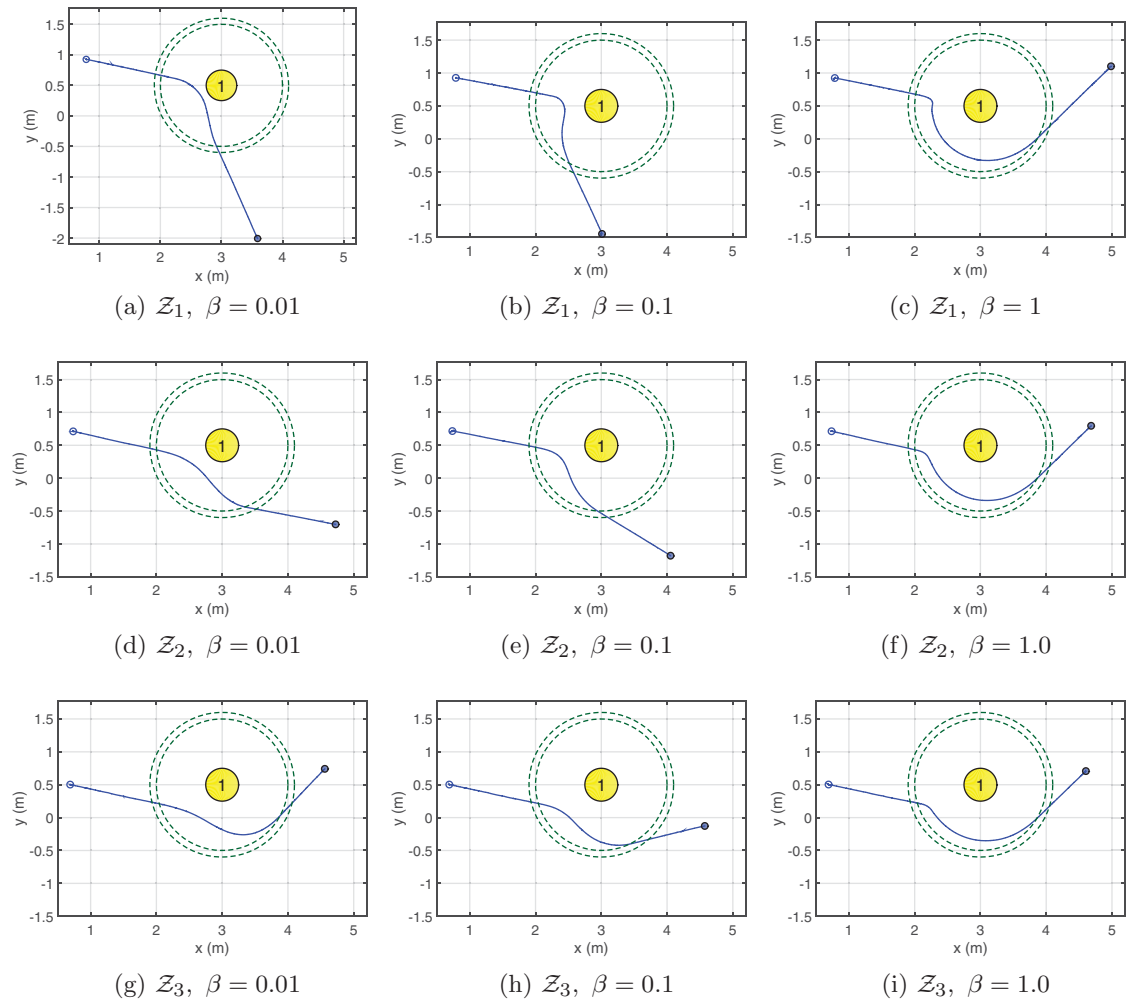 1.5
1
0.5
0
-0.5
-1
-1.5
-2
y (m)
1
1 2 3 4 5
x (m)
(a) 𝒵₁, β = 0.01
1.5
1
0.5
0
-0.5
-1
-1.5
y (m)
1
1 2 3 4 5
x (m)
(b) 𝒵₁, β = 0.1
1.5
1
0.5
0
-0.5
-1
-1.5
y (m)
1
1 2 3 4 5
x (m)
(c) 𝒵₁, β = 1
1.5
1
0.5
0
-0.5
-1
-1.5
y (m)
1
1 2 3 4 5
x (m)
(d) 𝒵₂, β = 0.01
1.5
1
0.5
0
-0.5
-1
-1.5
y (m)
1
1 2 3 4 5
x (m)
(e) 𝒵₂, β = 0.1
1.5
1
0.5
0
-0.5
-1
-1.5
y (m)
1
1 2 3 4 5
x (m)
(f) 𝒵₂, β = 1.0
1.5
1
0.5
0
-0.5
-1
-1.5
y (m)
1
1 2 3 4 5
x (m)
(g) 𝒵₃, β = 0.01
1.5
1
0.5
0
-0.5
-1
-1.5
y (m)
1
1 2 3 4 5
x (m)
(h) 𝒵₃, β = 0.1
1.5
1
0.5
0
-0.5
-1
-1.5
y (m)
1
1 2 3 4 5
x (m)
(i) 𝒵₃, β = 1.0